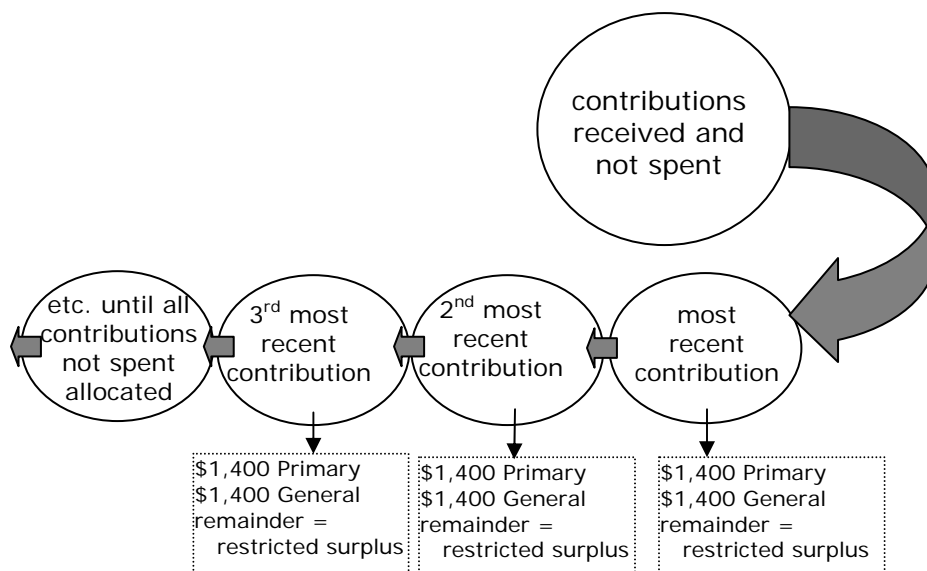 contributions
received and
not spent
etc. until all
contributions
not spent
allocated
3rd most
recent
contribution
2nd most
recent
contribution
most
recent
contribution
$1,400 Primary
$1,400 General
remainder =
restricted surplus
$1,400 Primary
$1,400 General
remainder =
restricted surplus
$1,400 Primary
$1,400 General
remainder =
restricted surplus